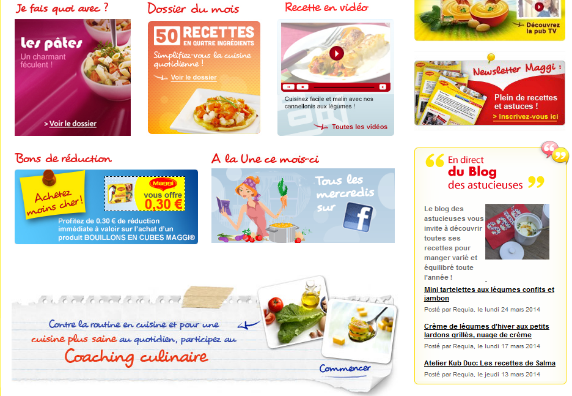 Je fais quoi avec ?
Les pâtes
Un charmant
féculent !
> Voir le dossier
Dossier du mois
50 RECETTES
EN QUATRE INGRÉDIENTS
Simplifiez-vous la cuisine
quotidienne !
Voir le dossier
Recette en vidéo
Cuisinez facile et malin avec nos
cannellonis aux légumes !
Toutes les vidéos
Découvrez
la pub TV
Newsletter Maggi !
Plein de recettes
et astuces !
> Inscrivez-vous ici
Bons de réduction
Achetez
moins cher!
Maggi
vous offre
0,30 €
Profitez de 0.30 € de réduction
immédiate à valoir sur l'achat d'un
produit BOUILLONS EN CUBES MAGGI®
A la Une ce mois-ci
Tous les
mercredis
sur f
“ En direct
du Blog
des astucieuses ”
Le blog des
astucieuses vous
invite à découvrir
toutes ses
recettes pour
manger varié et
équilibré toute
l'année !
Mini tartelettes aux légumes confits et
jambon
Posté par Requia, le lundi 24 mars 2014
Crème de légumes d'hiver aux petits
lardons grillés, nuage de crème
Posté par Requia, le lundi 17 mars 2014
Atelier Kub Duo: Les recettes de Salma
Posté par Requia, le jeudi 13 mars 2014
Contre la routine en cuisine et pour une
cuisine plus saine au quotidien, participez au
Coaching culinaire
Commencer